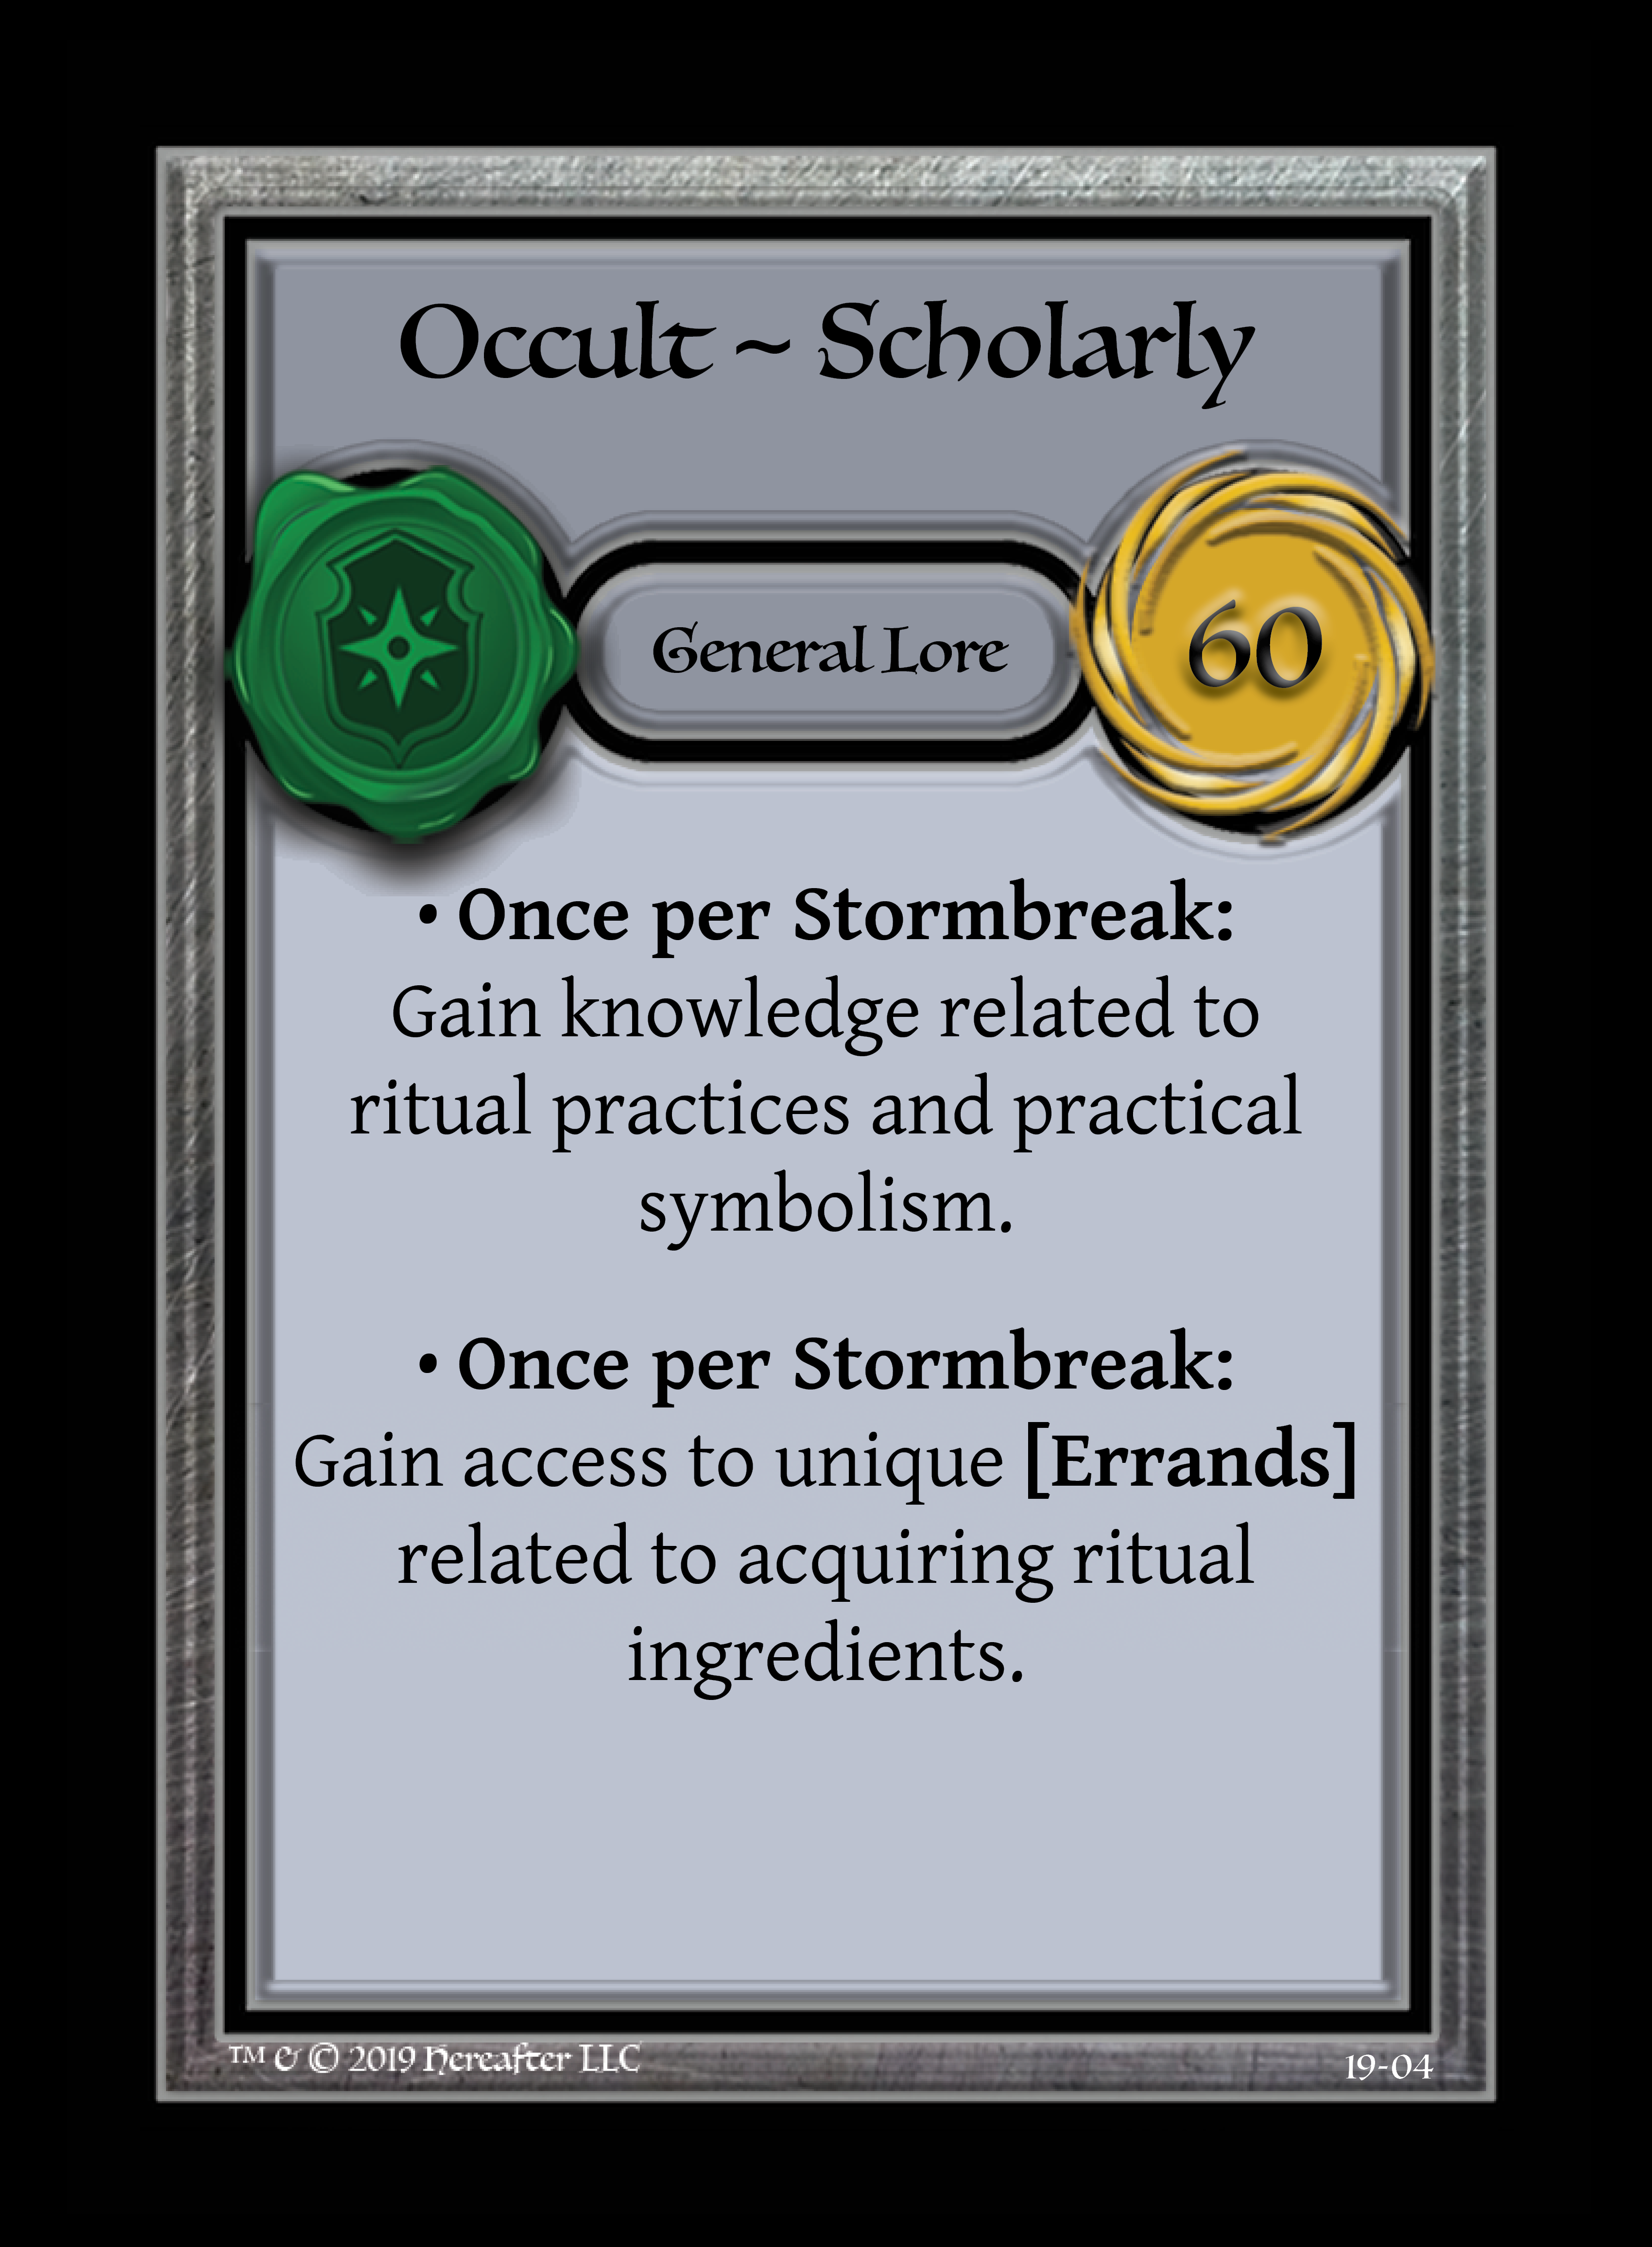 Occult ~ Scholarly
General Lore
60
• Once per Stormbreak:
Gain knowledge related to
ritual practices and practical
symbolism.
• Once per Stormbreak:
Gain access to unique [Errands]
related to acquiring ritual
ingredients.
™ & © 2019 Hereafter LLC
19-04